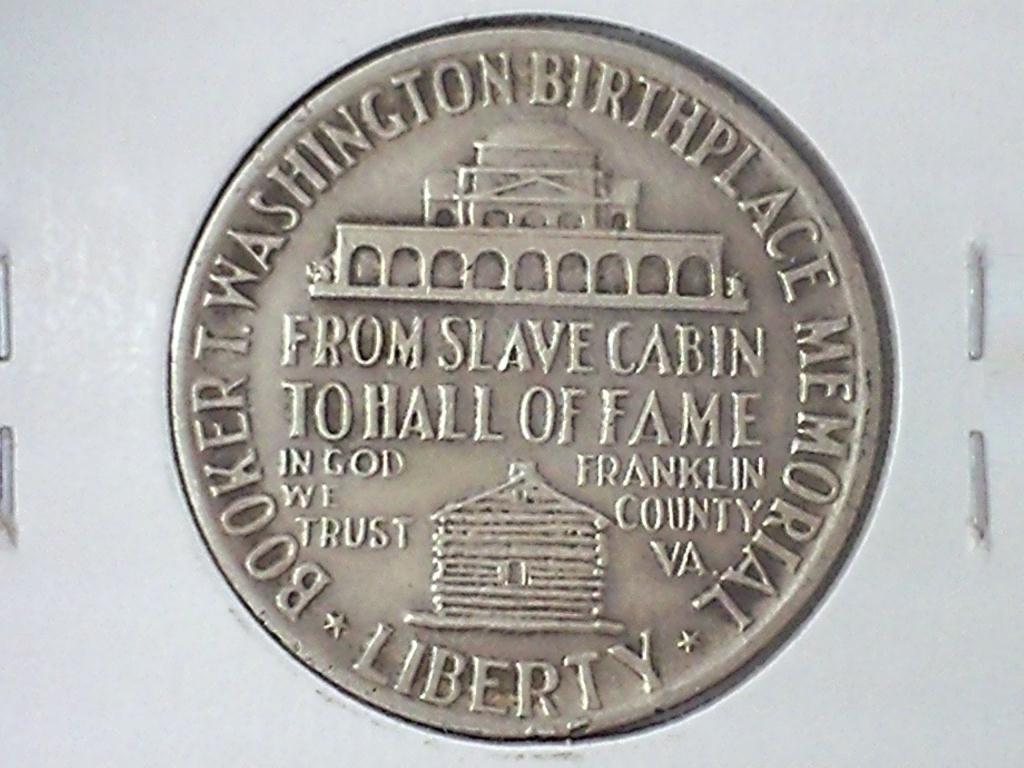 BOOKER T. WASHINGTON BIRTHPLACE MEMORIAL
FROM SLAVE CABIN
TO HALL OF FAME
IN GOD
WE
TRUST
FRANKLIN
COUNTY
VA.
LIBERTY